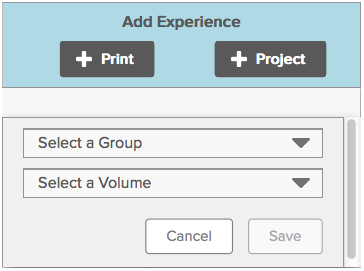 Add Experience
+ Print + Project
Select a Group
Select a Volume
Cancel Save